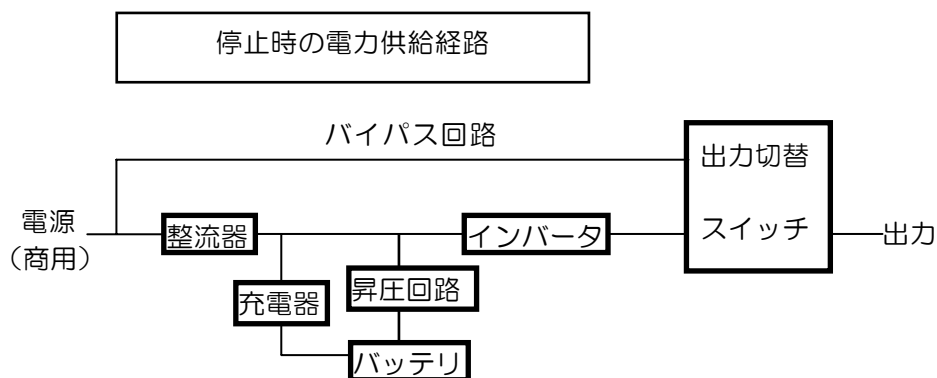 停止時の電力供給経路
バイパス回路
出力切替
スイッチ
電源
（商用）
整流器
インバータ
出力
充電器
昇圧回路
バッテリ